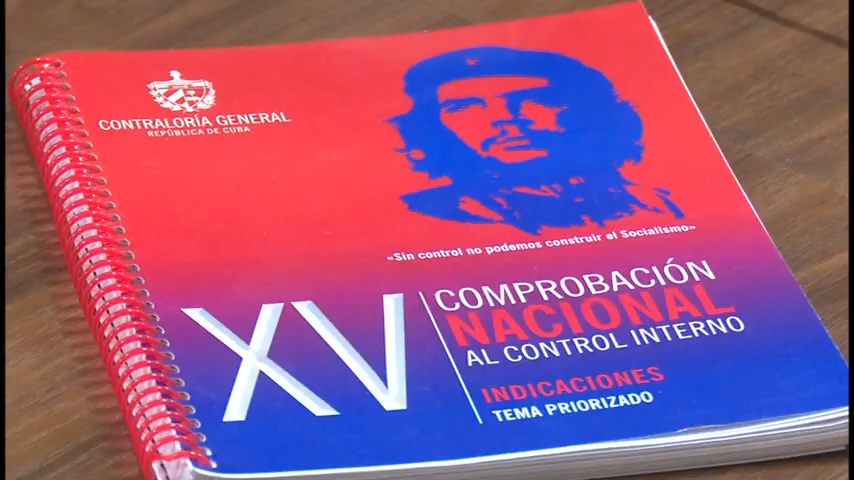 CONTRALORÍA GENERAL
REPÚBLICA DE CUBA
«Sin control no podemos construir el Socialismo»
XV
COMPROBACIÓN
NACIONAL
AL CONTROL INTERNO
INDICACIONES
TEMA PRIORIZADO